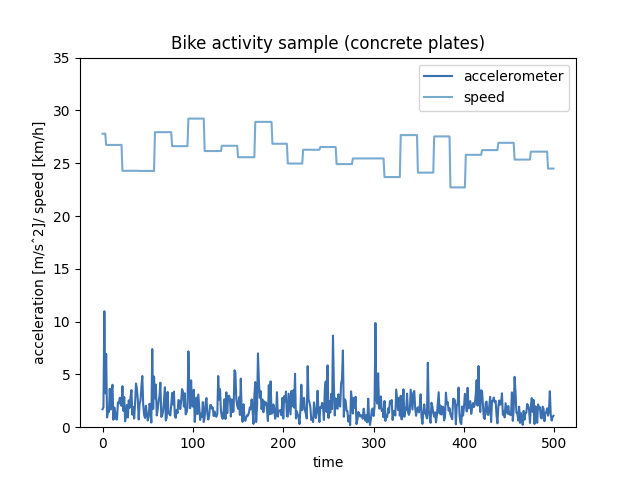 Bike activity sample (concrete plates)
accelerometer
speed
acceleration [m/sˆ2]/ speed [km/h]
35
30
25
20
15
10
5
0
0 100 200 300 400 500
time